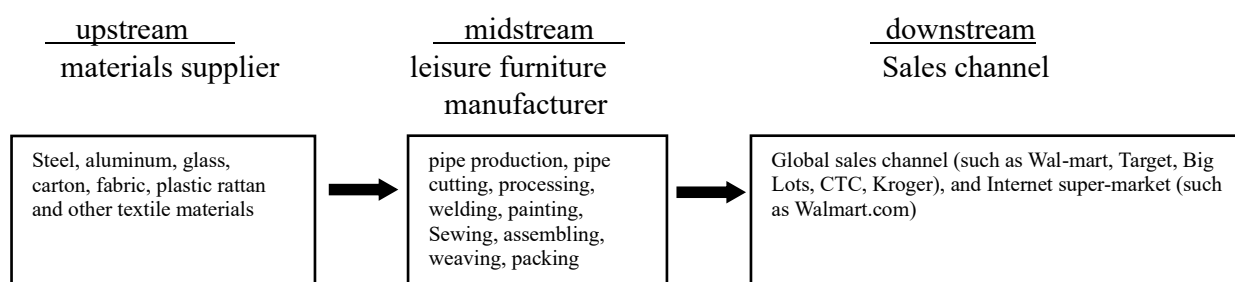 upstream
materials supplier
midstream
leisure furniture
manufacturer
downstream
Sales channel
Steel, aluminum, glass,
carton, fabric, plastic rattan
and other textile materials
pipe production, pipe
cutting, processing,
welding, painting,
Sewing, assembling,
weaving, packing
Global sales channel (such as Wal-mart, Target, Big
Lots, CTC, Kroger), and Internet super-market (such
as Walmart.com)